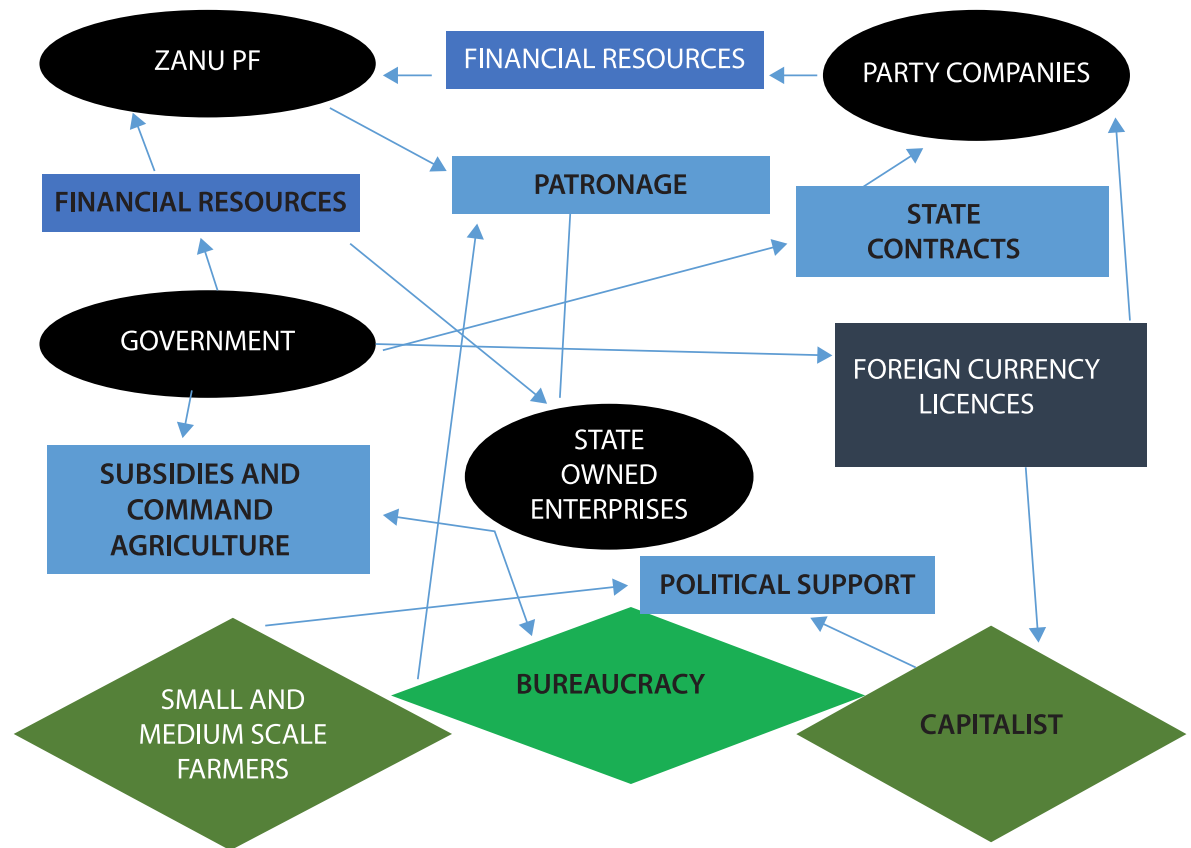 ZANU PF
FINANCIAL RESOURCES
PARTY COMPANIES
FINANCIAL RESOURCES
PATRONAGE
STATE
CONTRACTS
GOVERNMENT
FOREIGN CURRENCY
LICENCES
STATE
OWNED
ENTERPRISES
SUBSIDIES AND
COMMAND
AGRICULTURE
POLITICAL SUPPORT
SMALL AND
MEDIUM SCALE
FARMERS
BUREAUCRACY
CAPITALIST